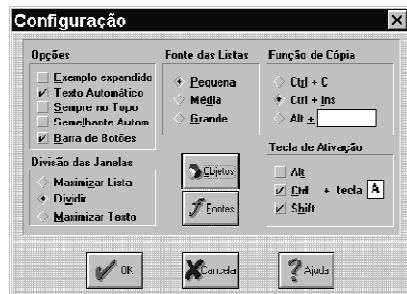 Configuração
Opções
Exemplo expandido
Texto Automático
Sempre no Topo
Semelhante Autom.
Barra de Botões
Divisão das Janelas
Maximizar Lista
Dividir
Maximizar Texto
Fonte das Listas
Pequena
Média
Grande
Objetos
Fontes
Função de Cópia
Ctrl + C
Ctrl + Ins
Alt +
Tecla de Ativação
Alt
Ctrl + tecla A
Shift
OK
Cancela
Ajuda